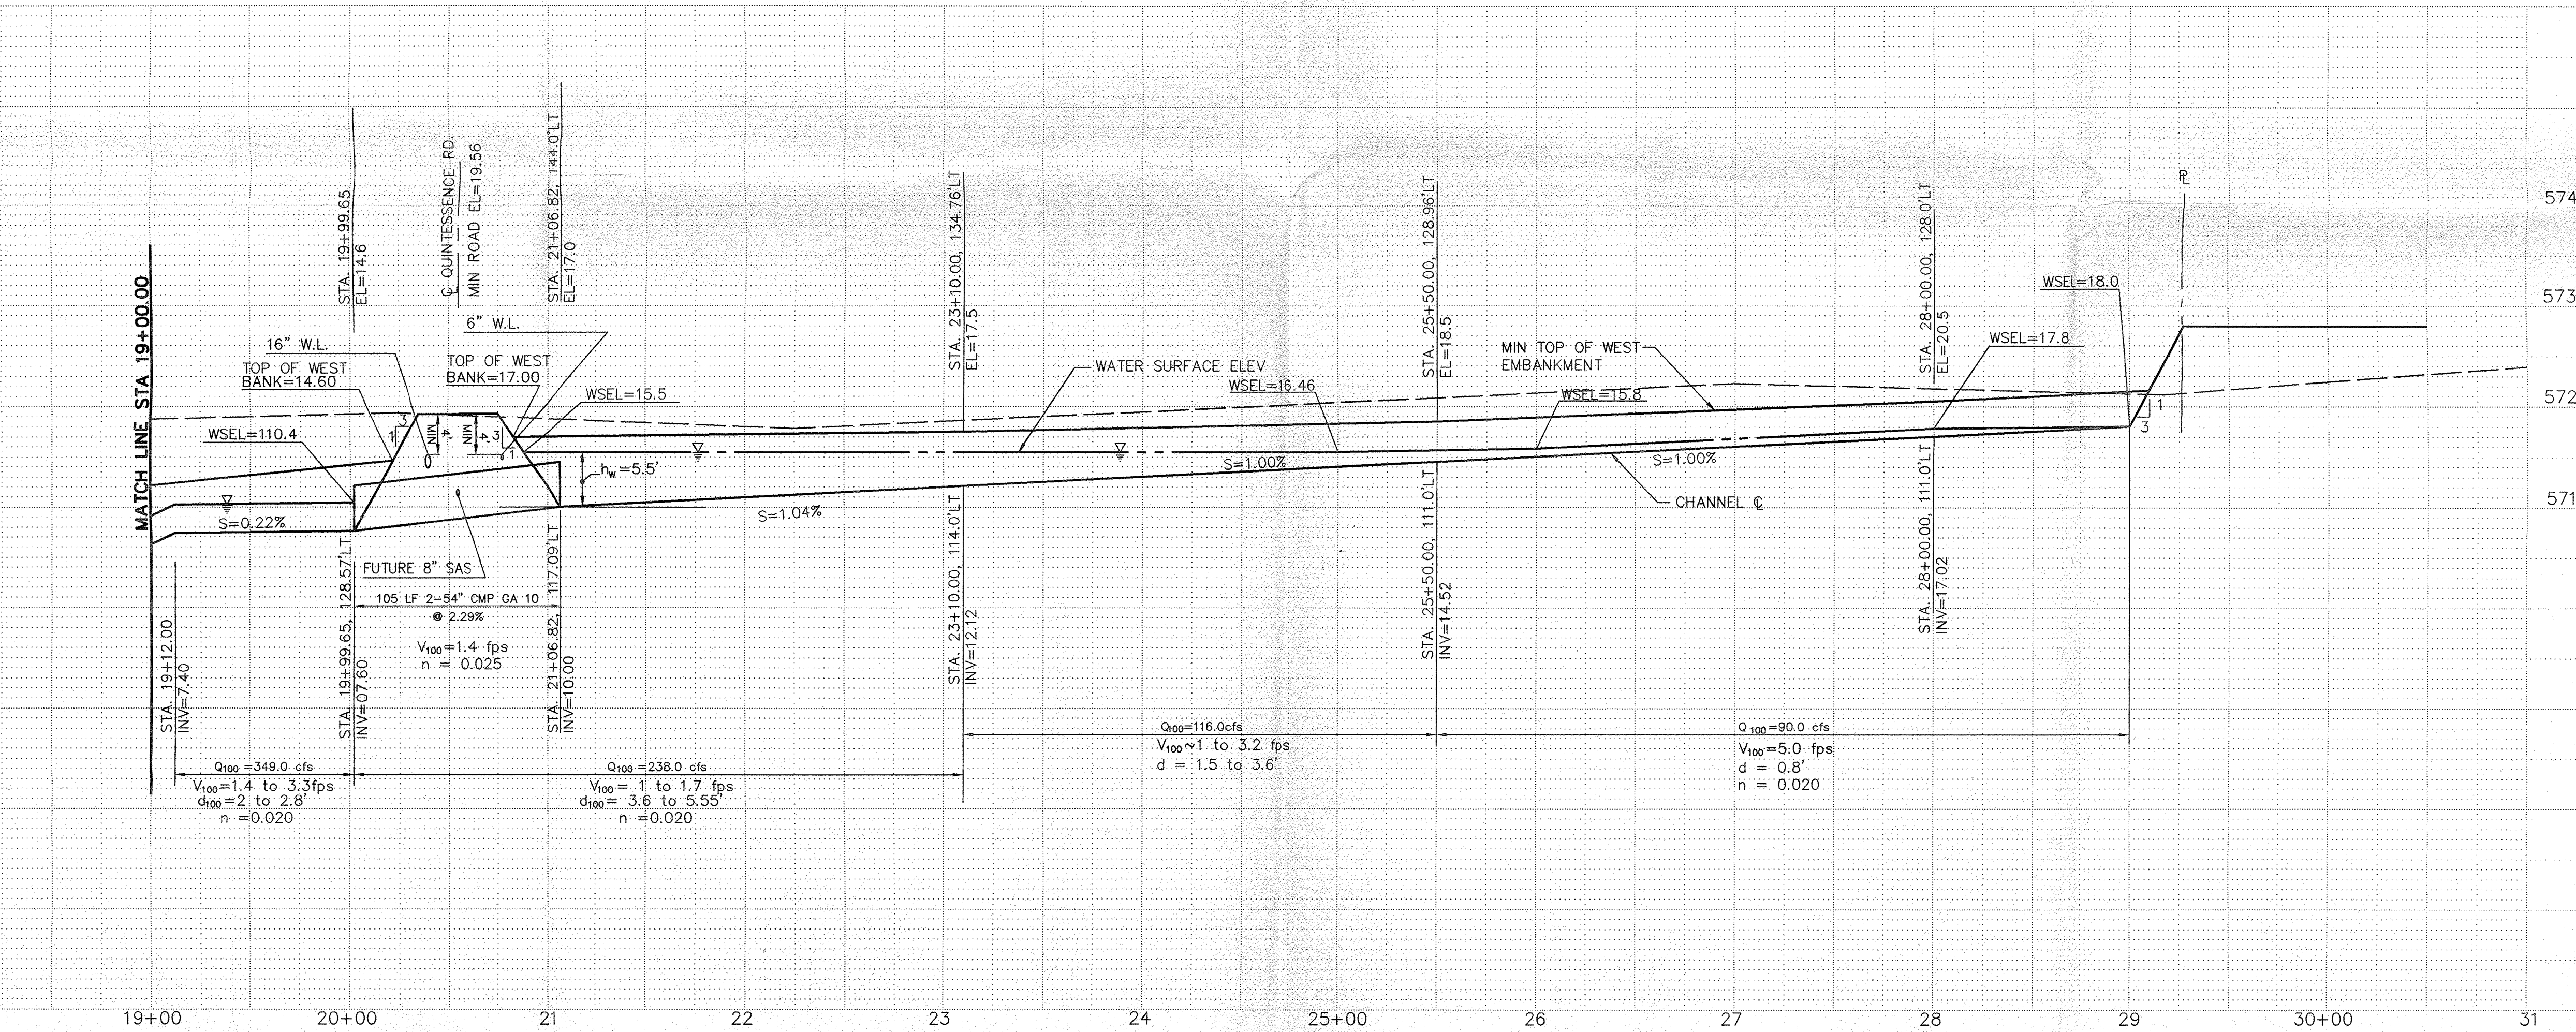 MATCH LINE STA 19+00.00
STA. 19+99.65
EL=14.6
℄ QUINTESSENCE RD.
MIN ROAD EL=19.56
STA. 21+06.82, 144.0'LT
EL=17.0
STA. 23+10.00, 134.76'LT
EL=17.5
STA. 25+50.00, 128.96'LT
EL=18.5
STA. 28+00.00, 128.0'LT
EL=20.5
℄
574
573
572
571
WSEL=18.0
WSEL=17.8
6" W.L.
16" W.L.
TOP OF WEST
BANK=14.60
TOP OF WEST
BANK=17.00
WSEL=15.5
WATER SURFACE ELEV
WSEL=16.46
MIN TOP OF WEST
EMBANKMENT
WSEL=15.8
WSEL=110.4
3
1
4'
MIN
4'
MIN
3
1
1
3
hw=5.5'
S=0.22%
S=1.04%
S=1.00%
S=1.00%
CHANNEL ℄
FUTURE 8" SAS
105 LF 2-54" CMP GA 10
@ 2.29%
V100=1.4 fps
n = 0.025
STA. 19+12.00
INV=7.40
STA. 19+99.65, 128.57'LT
INV=07.60
STA. 21+06.82, 117.09'LT
INV=10.00
STA. 23+10.00, 114.0'LT
INV=12.12
STA. 25+50.00, 111.0'LT
INV=14.52
STA. 28+00.00, 111.0'LT
INV=17.02
Q100=349.0 cfs
V100=1.4 to 3.3fps
d100=2 to 2.8'
n =0.020
Q100=238.0 cfs
V100= 1 to 1.7 fps
d100= 3.6 to 5.55'
n =0.020
Q100=116.0cfs
V100~1 to 3.2 fps
d = 1.5 to 3.6'
Q100=90.0 cfs
V100=5.0 fps
d = 0.8'
n = 0.020
19+00 20+00 21 22 23 24 25+00 26 27 28 29 30+00 31